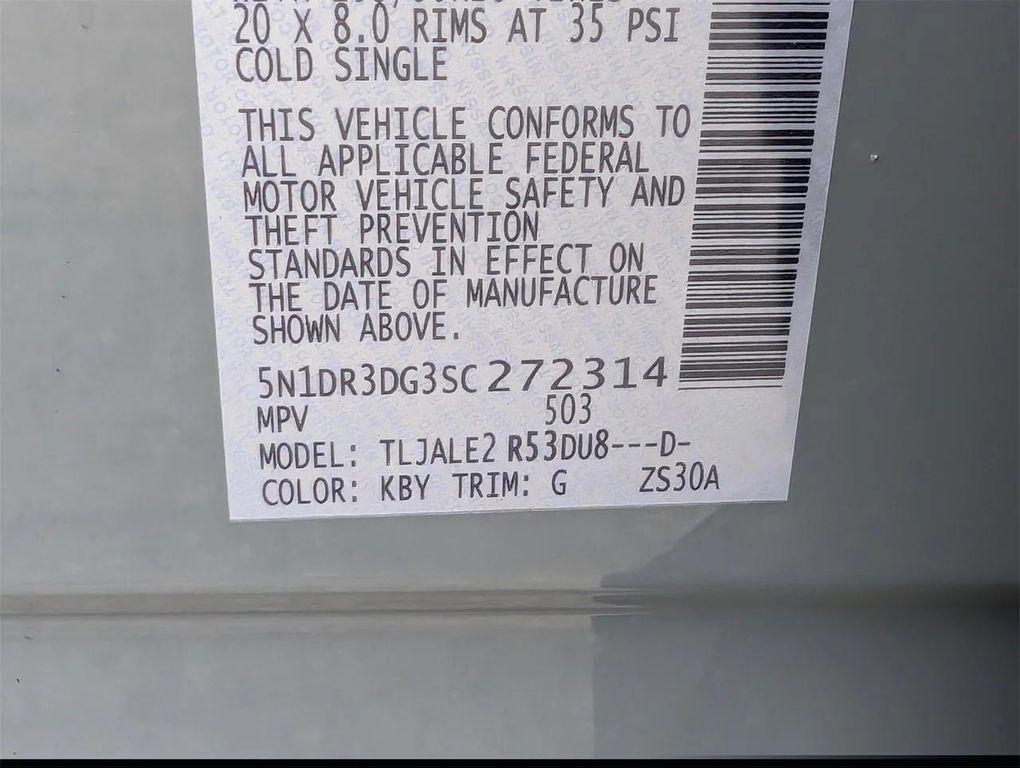 20 X 8.0 RIMS AT 35 PSI
COLD SINGLE
THIS VEHICLE CONFORMS TO
ALL APPLICABLE FEDERAL
MOTOR VEHICLE SAFETY AND
THEFT PREVENTION
STANDARDS IN EFFECT ON
THE DATE OF MANUFACTURE
SHOWN ABOVE.
5N1DR3DG3SC272314
MPV 503
MODEL: TLJALE2 R53DU8---D-
COLOR: KBY TRIM: G ZS30A